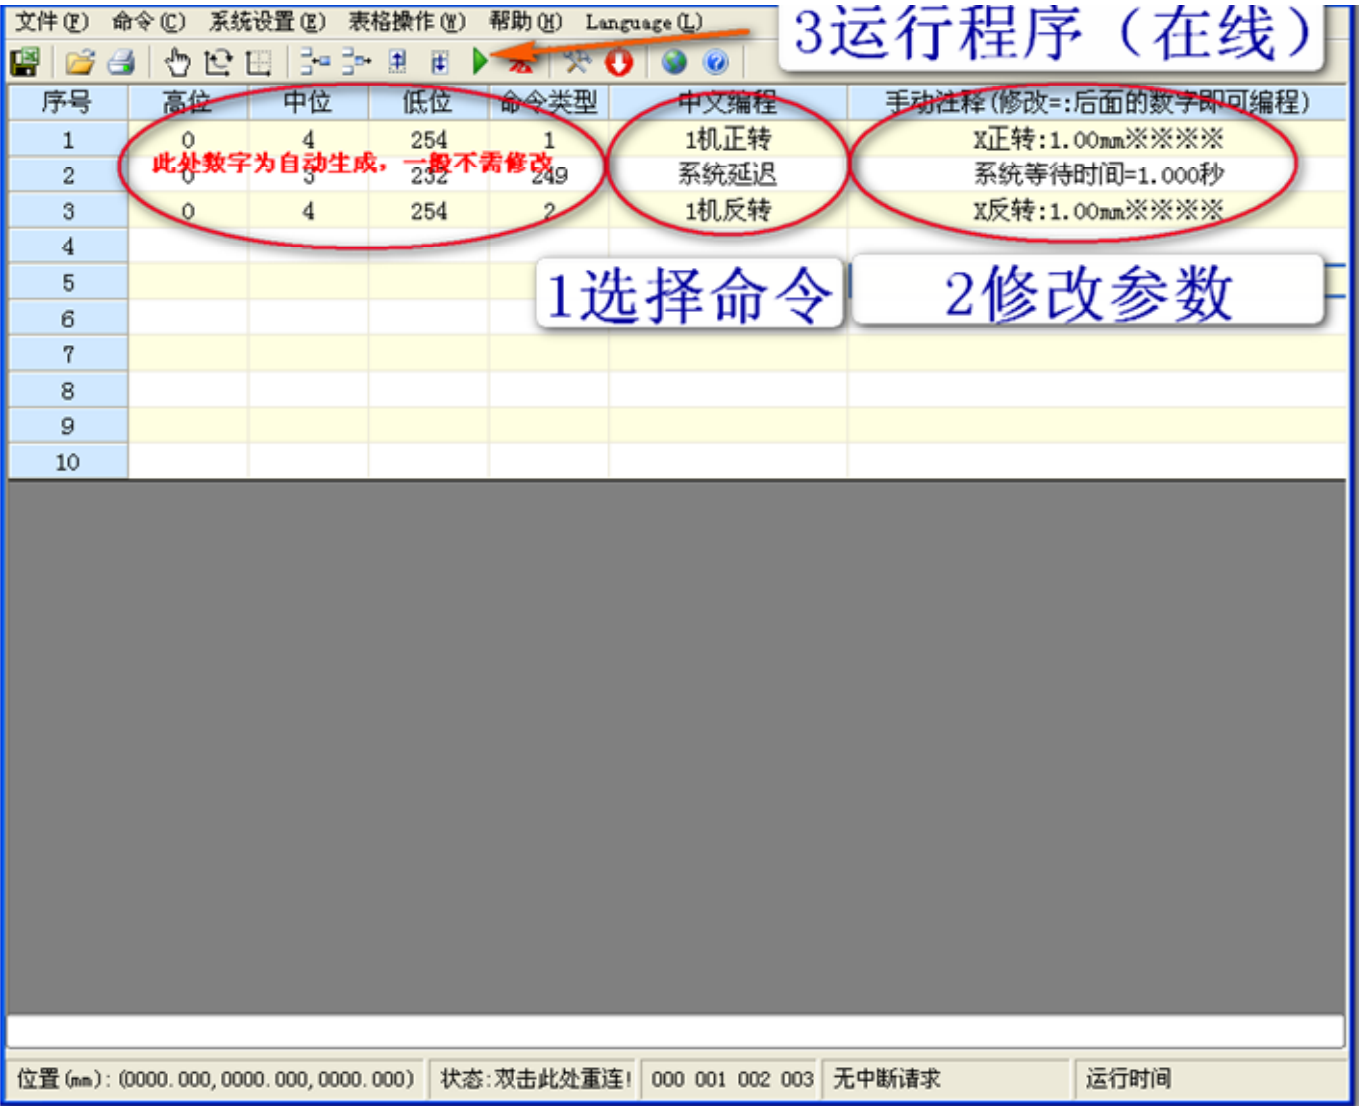 文件(F) 命令(C) 系统设置(E) 表格操作(W) 帮助(H) Language(L)
3运行程序（在线）
序号 高位 中位 低位 命令类型 中文编程 手动注释(修改=:后面的数字即可编程)
1 0 4 254 1 1机正转 X正转:1.00mm※※※※
此处数字为自动生成，一般不需修改
2 0 3 232 249 系统延迟 系统等待时间=1.000秒
3 0 4 254 2 1机反转 X反转:1.00mm※※※※
4
5
1选择命令 2修改参数
6
7
8
9
10
位置(mm):(0000.000,0000.000,0000.000) 状态:双击此处重连! 000 001 002 003 无中断请求 运行时间